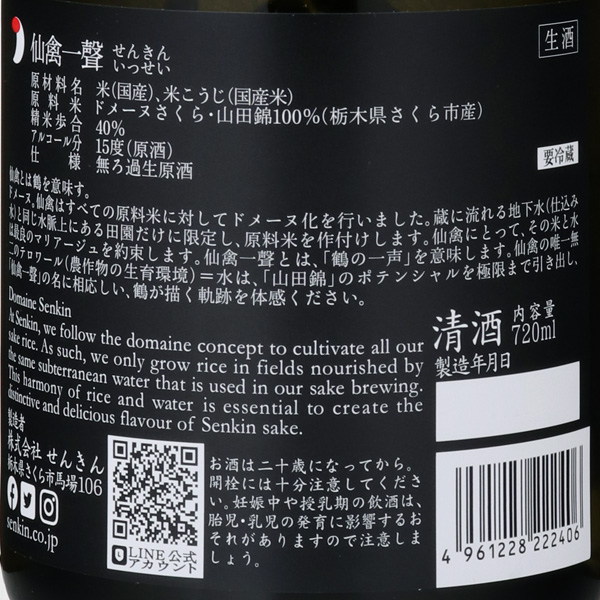 仙禽一聲 せんきん いっせい
生酒
原材料名 米(国産)、米こうじ(国産米)
原料米 ドメーヌさくら・山田錦100%(栃木県さくら市産)
精米歩合 40%
アルコール分 15度(原酒)
仕様 無ろ過生原酒
要冷蔵
仙禽とは鶴を意味す。
ドメーヌ。仙禽はすべての原料米に対してドメーヌ化を行いました。蔵に流れる地下水(仕込み
水)と同じ水脈上にある田園だけに限定し、原料米を作付けします。仙禽にとって、その米と水
は最良のマリアージュを約束します。仙禽一聲とは、「鶴の一声」を意味します。仙禽の唯一無
二のテロワール(農作物の生育環境)=水は、「山田錦」のポテンシャルを極限まで引き出し、
「仙禽一聲」の名に相応しい、鶴が描く軌跡を体感ください。
Domaine Senkin
At Senkin, we follow the domaine concept to cultivate all our
sake rice. As such, we only grow rice in fields nourished by
the same subterranean water that is used in our sake brewing.
This harmony of rice and water is essential to create the
distinctive and delicious flavour of Senkin sake.
清酒 内容量 720ml
製造年月日
製造者
株式会社 せんきん
栃木県さくら市馬場106
senkin.co.jp
LINE公式
アカウント
お酒は二十歳になってから。
開栓には十分注意してくださ
い。妊娠中や授乳期の飲酒は、
胎児・乳児の発育に影響するお
それがありますので注意しま
しょう。
4 961228 222406